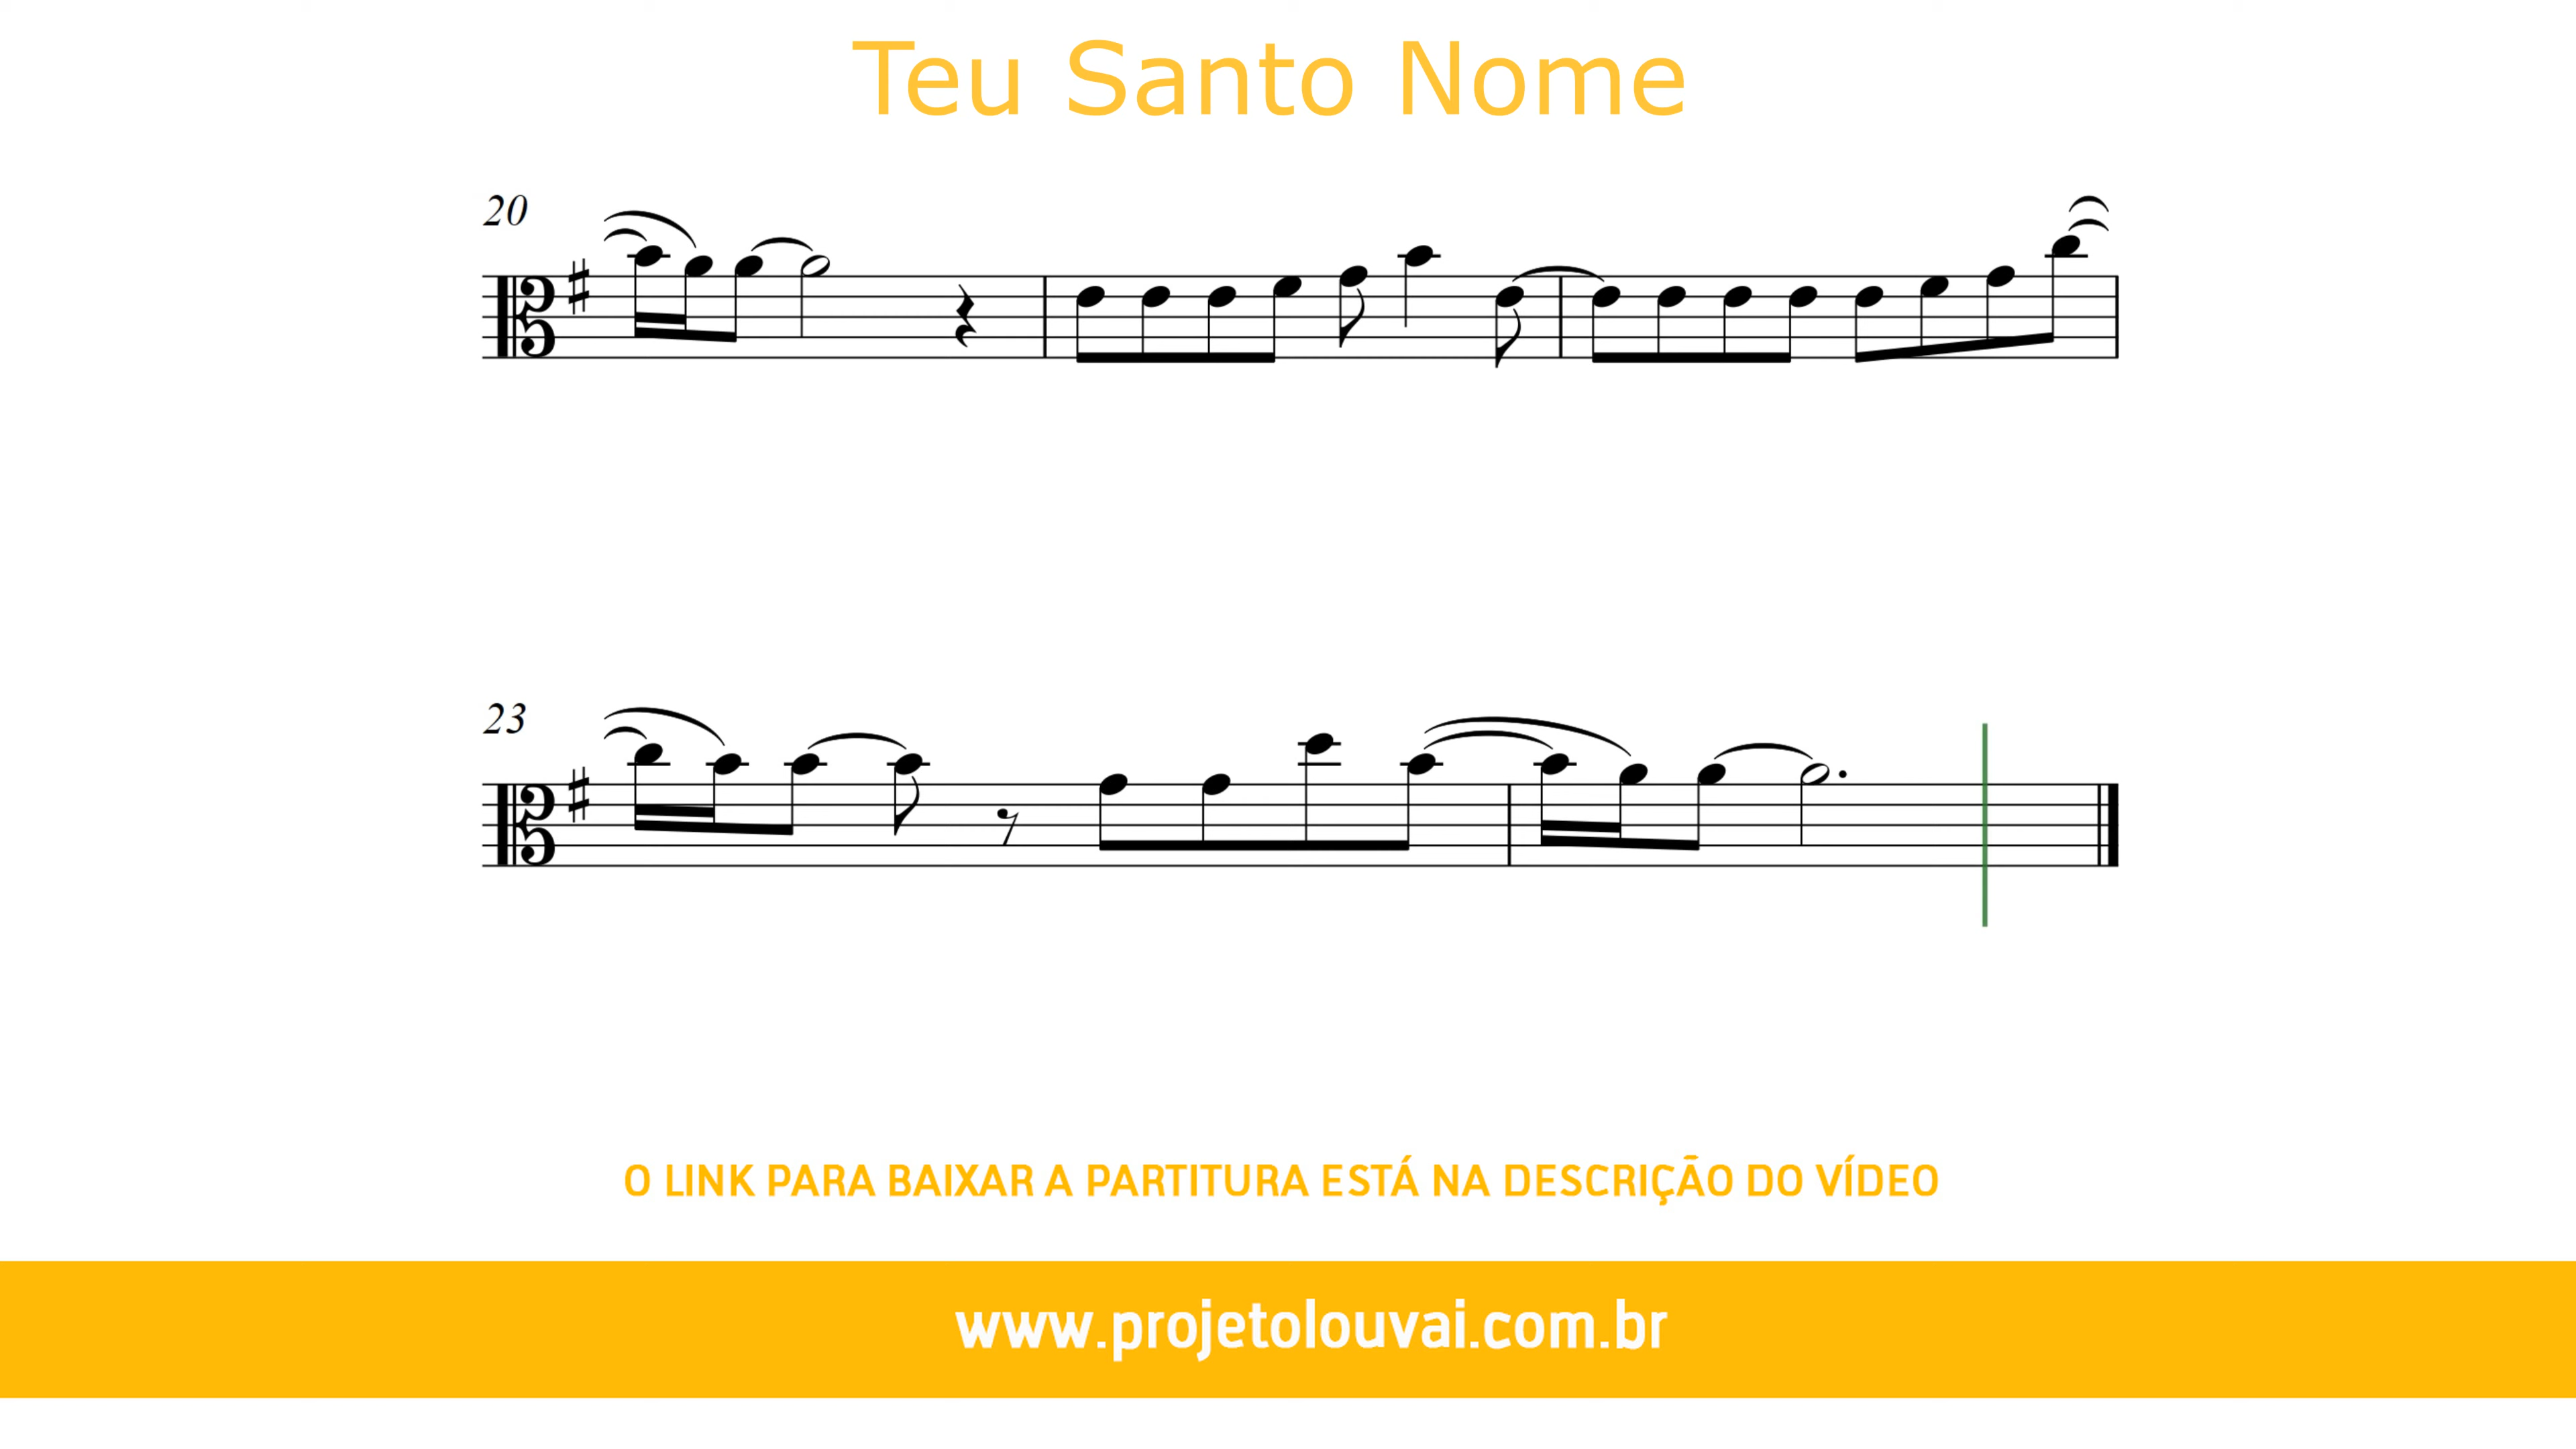 Teu Santo Nome
20
23
O LINK PARA BAIXAR A PARTITURA ESTÁ NA DESCRIÇÃO DO VÍDEO
www.projetolouvai.com.br